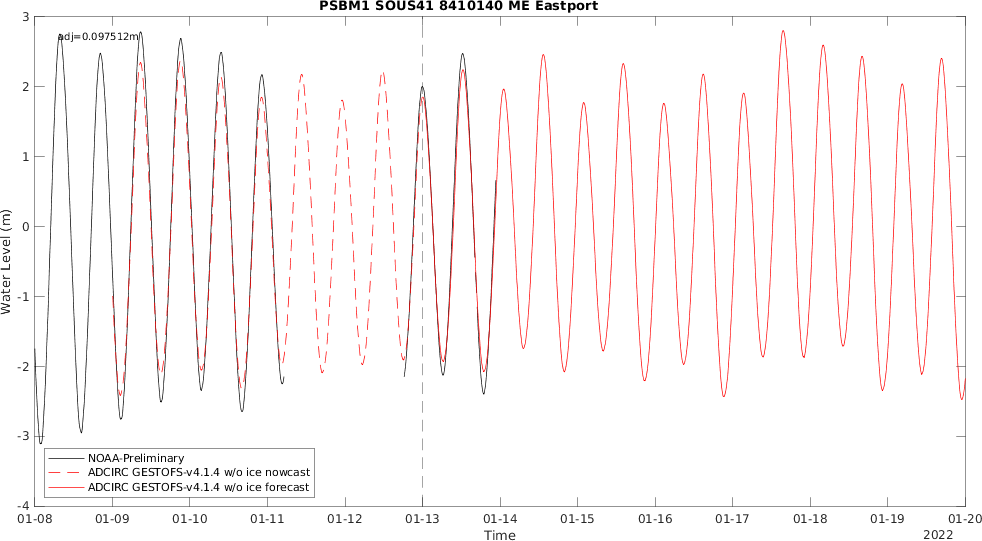 PSBM1 SOUS41 8410140 ME Eastport
adj=0.097512m
3
2
1
0
-1
-2
-3
-4
Water Level (m)
NOAA-Preliminary
ADCIRC GESTOFS-v4.1.4 w/o ice nowcast
ADCIRC GESTOFS-v4.1.4 w/o ice forecast
01-08 01-09 01-10 01-11 01-12 01-13 01-14 01-15 01-16 01-17 01-18 01-19 01-20
Time
2022